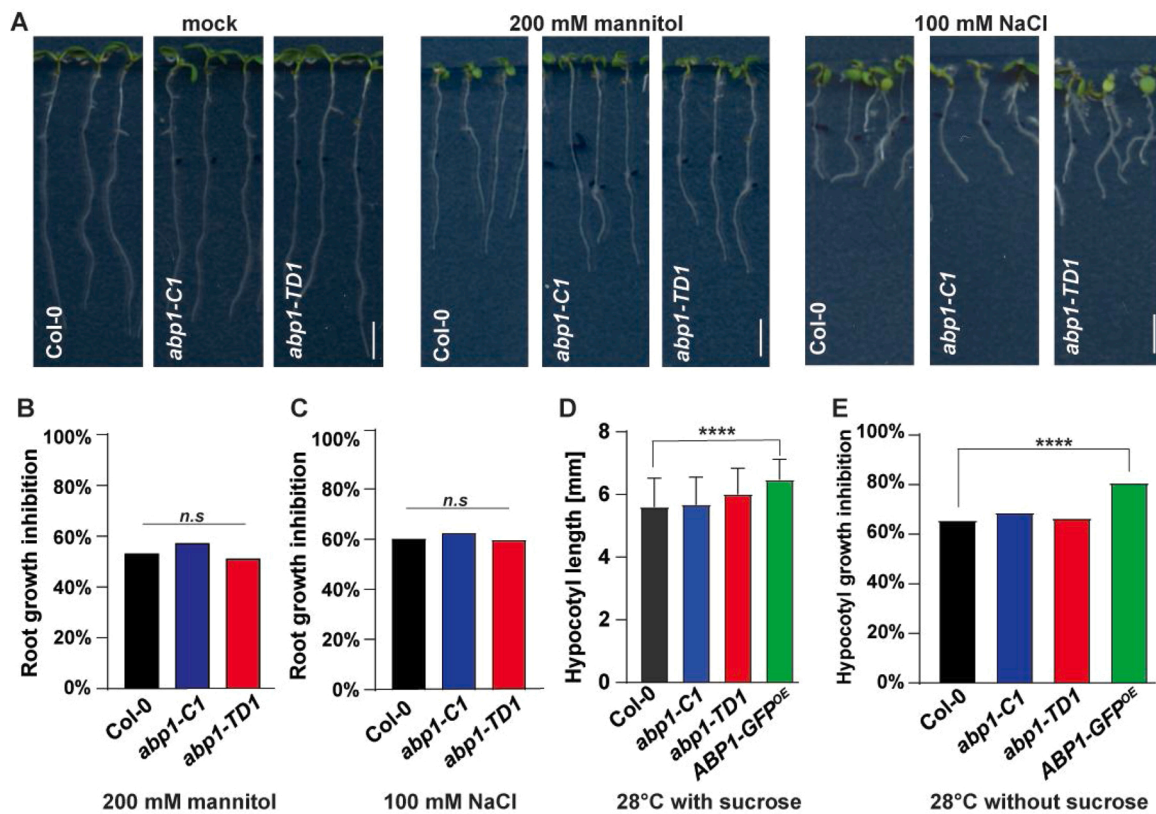 A
mock
200 mM mannitol
100 mM NaCl
Col-0
abp1-C1
abp1-TD1
Col-0
abp1-C1
abp1-TD1
Col-0
abp1-C1
abp1-TD1
B
Root growth inhibition
100%
80%
60%
40%
20%
0%
n.s
Col-0
abp1-C1
abp1-TD1
200 mM mannitol
C
Root growth inhibition
100%
80%
60%
40%
20%
0%
n.s
Col-0
abp1-C1
abp1-TD1
100 mM NaCl
D
Hypocotyl length [mm]
8
6
4
2
0
****
Col-0
abp1-C1
abp1-TD1
ABP1-GFP^OE
28°C with sucrose
E
Hypocotyl growth inhibition
100%
80%
60%
40%
20%
0%
****
Col-0
abp1-C1
abp1-TD1
ABP1-GFP^OE
28°C without sucrose